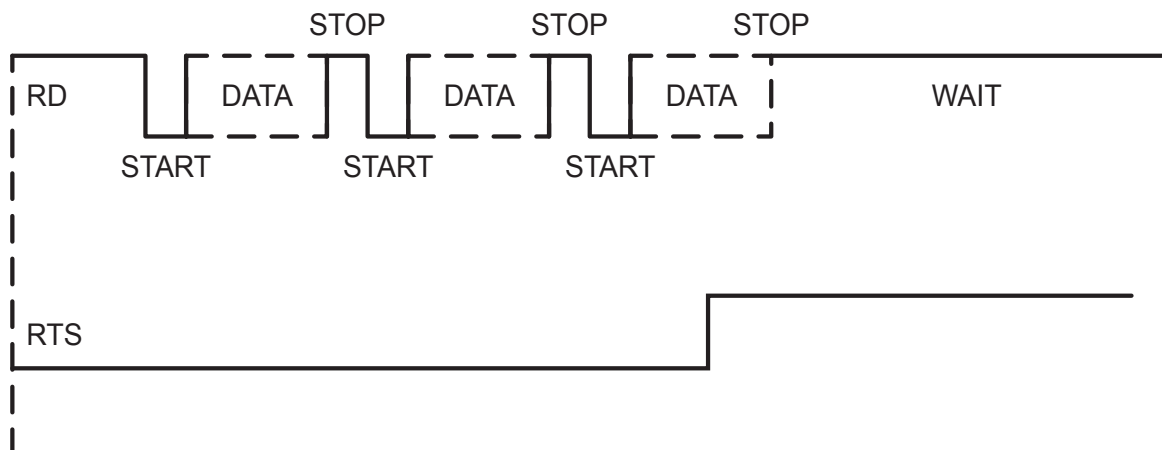 STOP STOP STOP
RD DATA DATA DATA WAIT
START START START
RTS